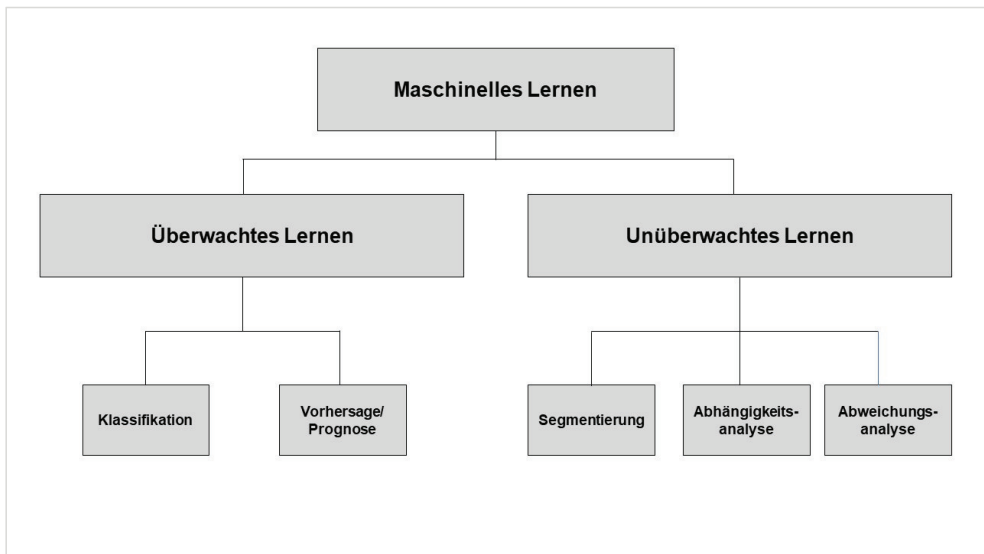 Maschinelles Lernen
Überwachtes Lernen
Unüberwachtes Lernen
Klassifikation
Vorhersage/
Prognose
Segmentierung
Abhängigkeits-
analyse
Abweichungs-
analyse